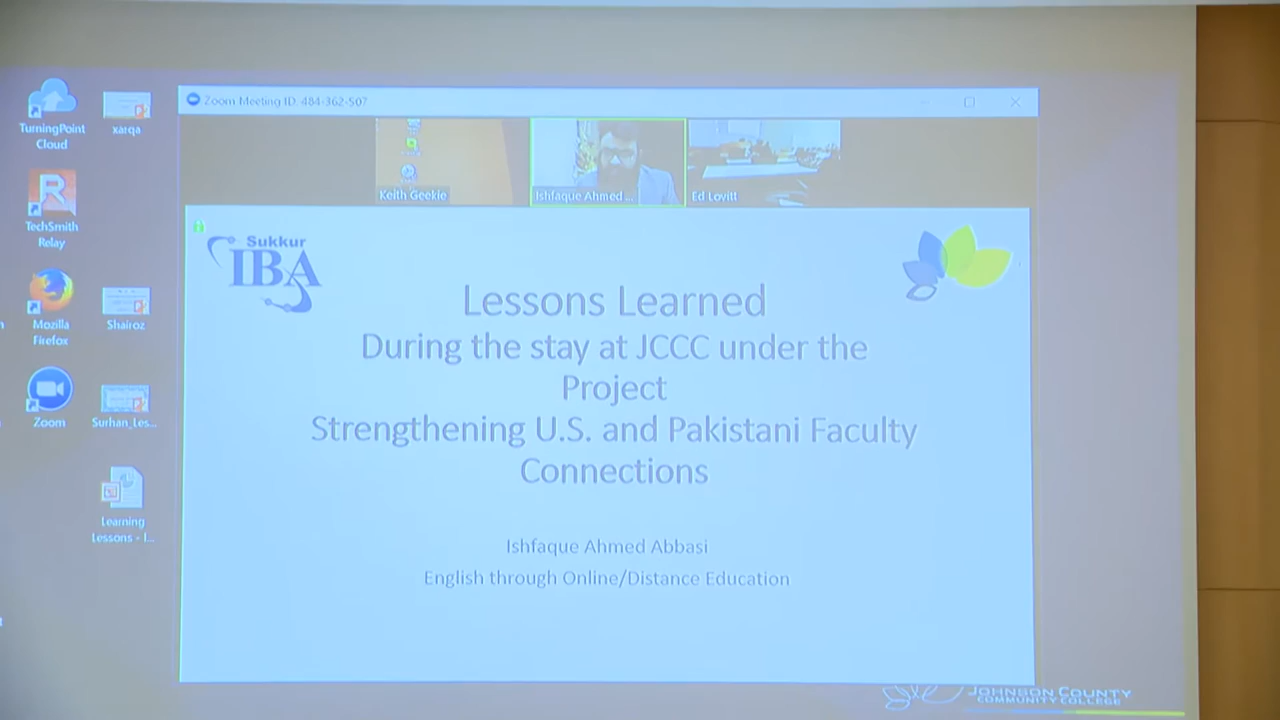 Zoom Meeting ID: 484-362-507
TurningPoint
Cloud
xarqa
TechSmith
Relay
Mozilla
Firefox
Shairoz
Zoom
Surhan_Les...
Learning
Lessons - I...
Keith Geekie
Ishfaque Ahmed ...
Ed Lovitt
Sukkur
IBA
Lessons Learned
During the stay at JCCC under the
Project
Strengthening U.S. and Pakistani Faculty
Connections
Ishfaque Ahmed Abbasi
English through Online/Distance Education
JOHNSON COUNTY
COMMUNITY COLLEGE